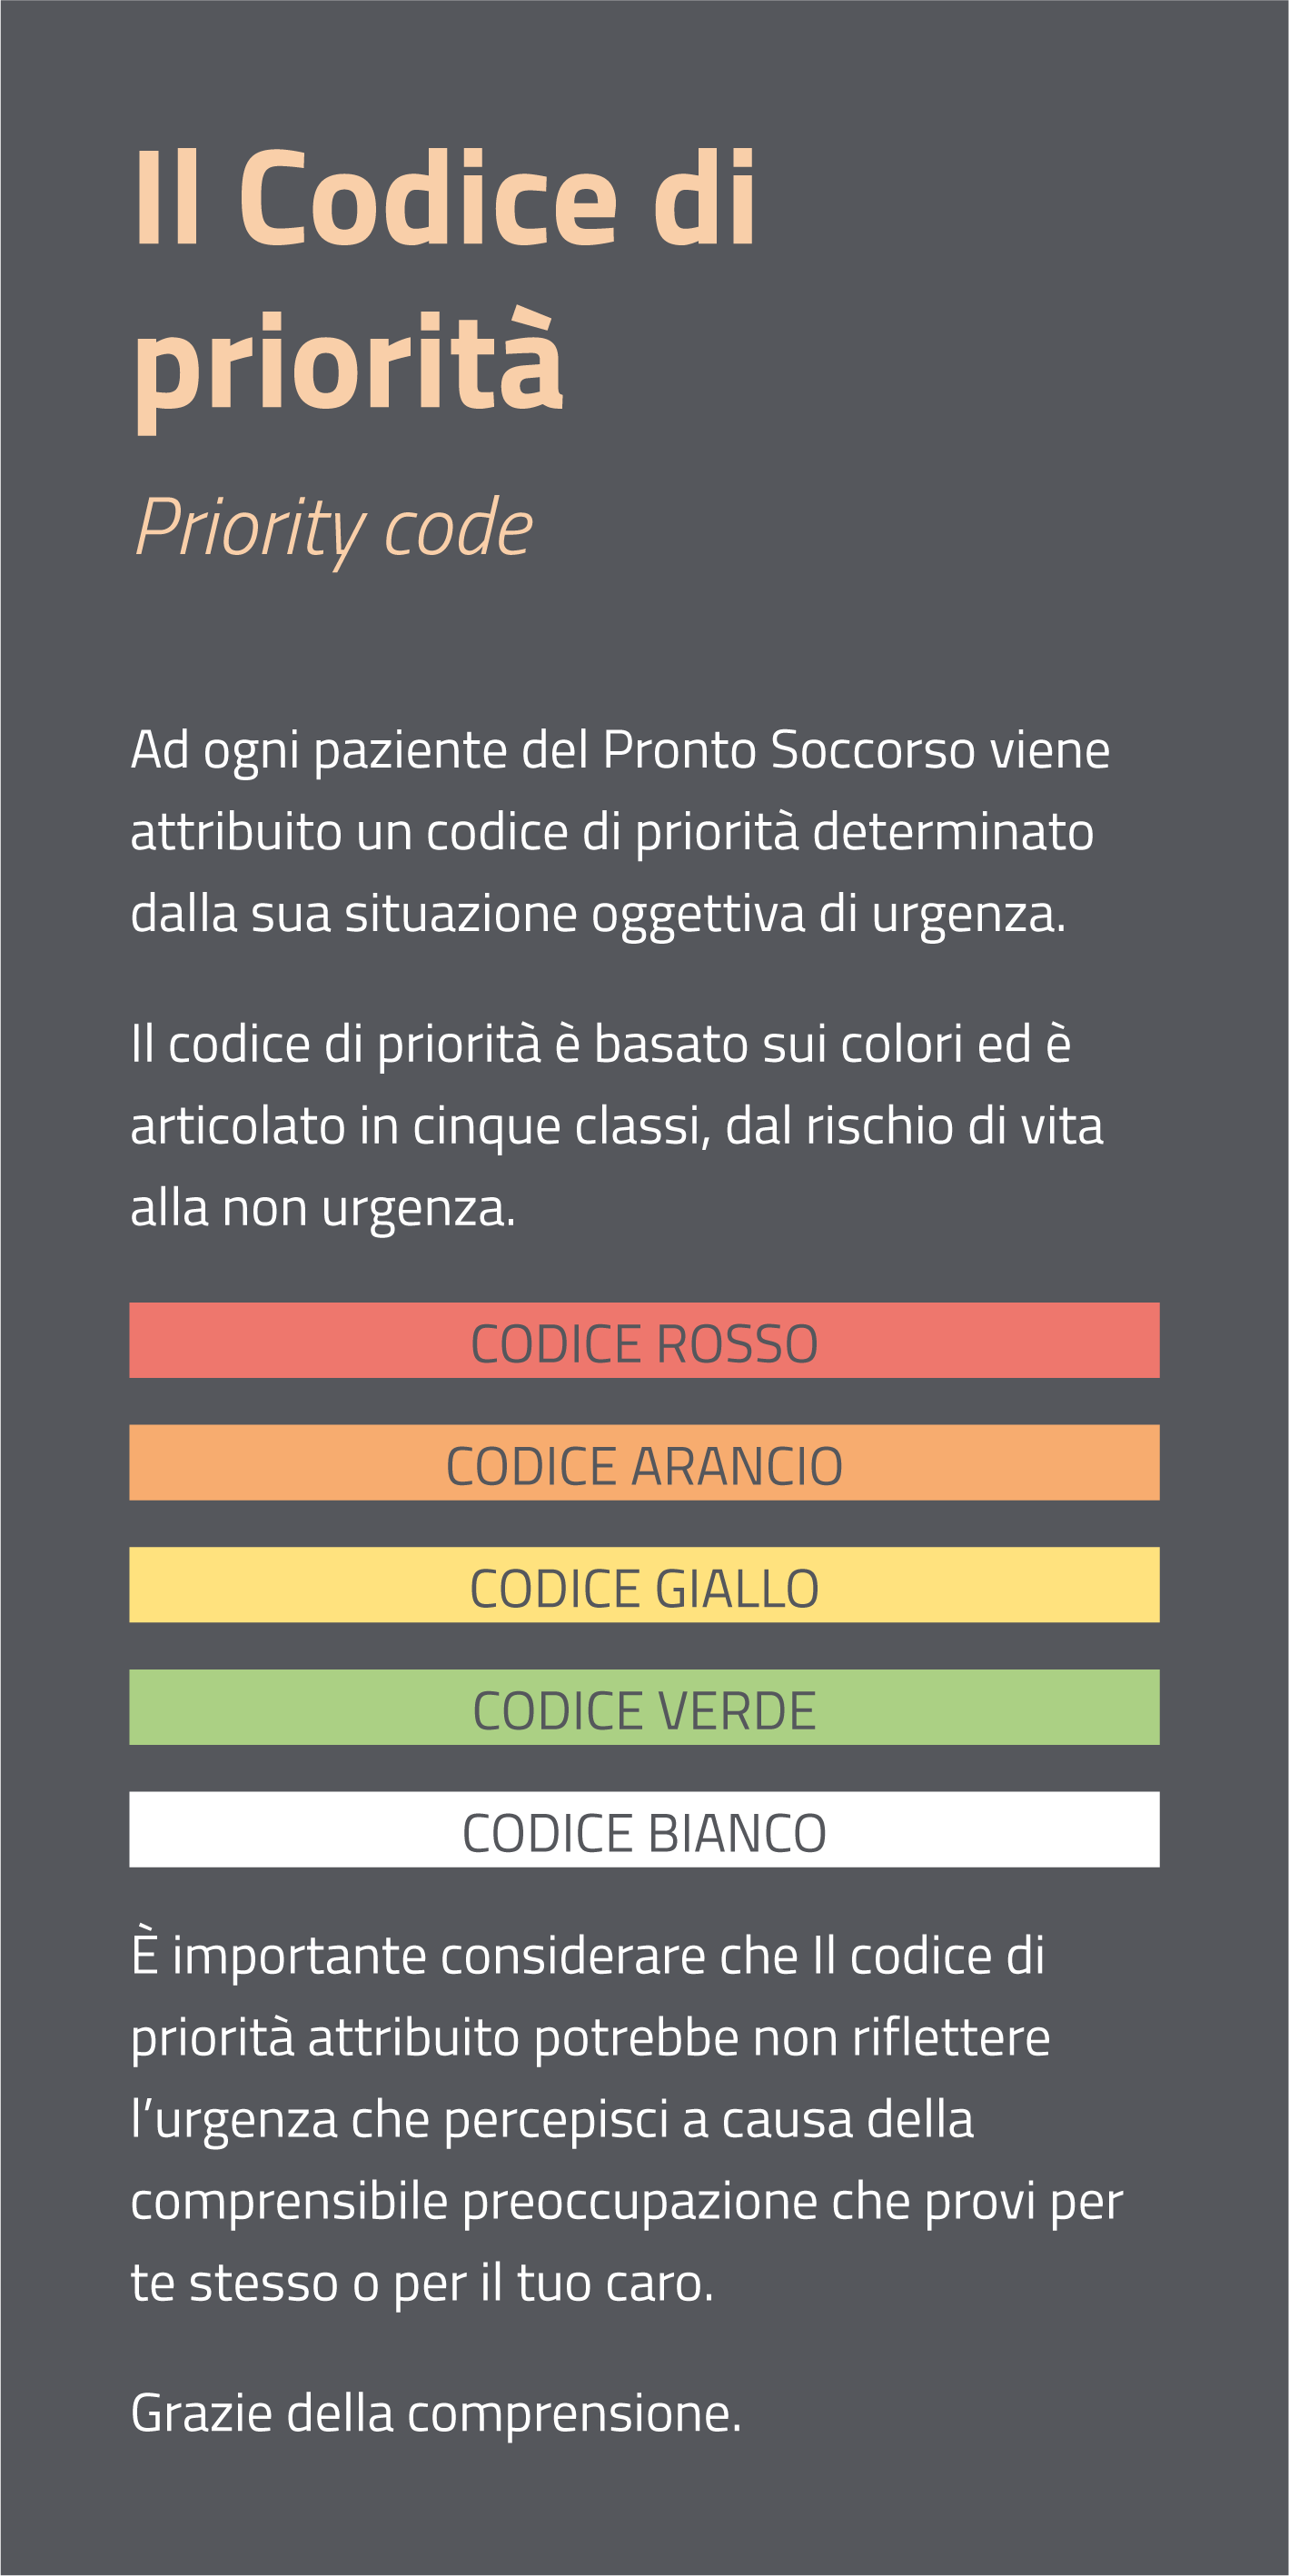 Il Codice di
priorità
Priority code
Ad ogni paziente del Pronto Soccorso viene
attribuito un codice di priorità determinato
dalla sua situazione oggettiva di urgenza.
Il codice di priorità è basato sui colori ed è
articolato in cinque classi, dal rischio di vita
alla non urgenza.
CODICE ROSSO
CODICE ARANCIO
CODICE GIALLO
CODICE VERDE
CODICE BIANCO
È importante considerare che Il codice di
priorità attribuito potrebbe non riflettere
l’urgenza che percepisci a causa della
comprensibile preoccupazione che provi per
te stesso o per il tuo caro.
Grazie della comprensione.